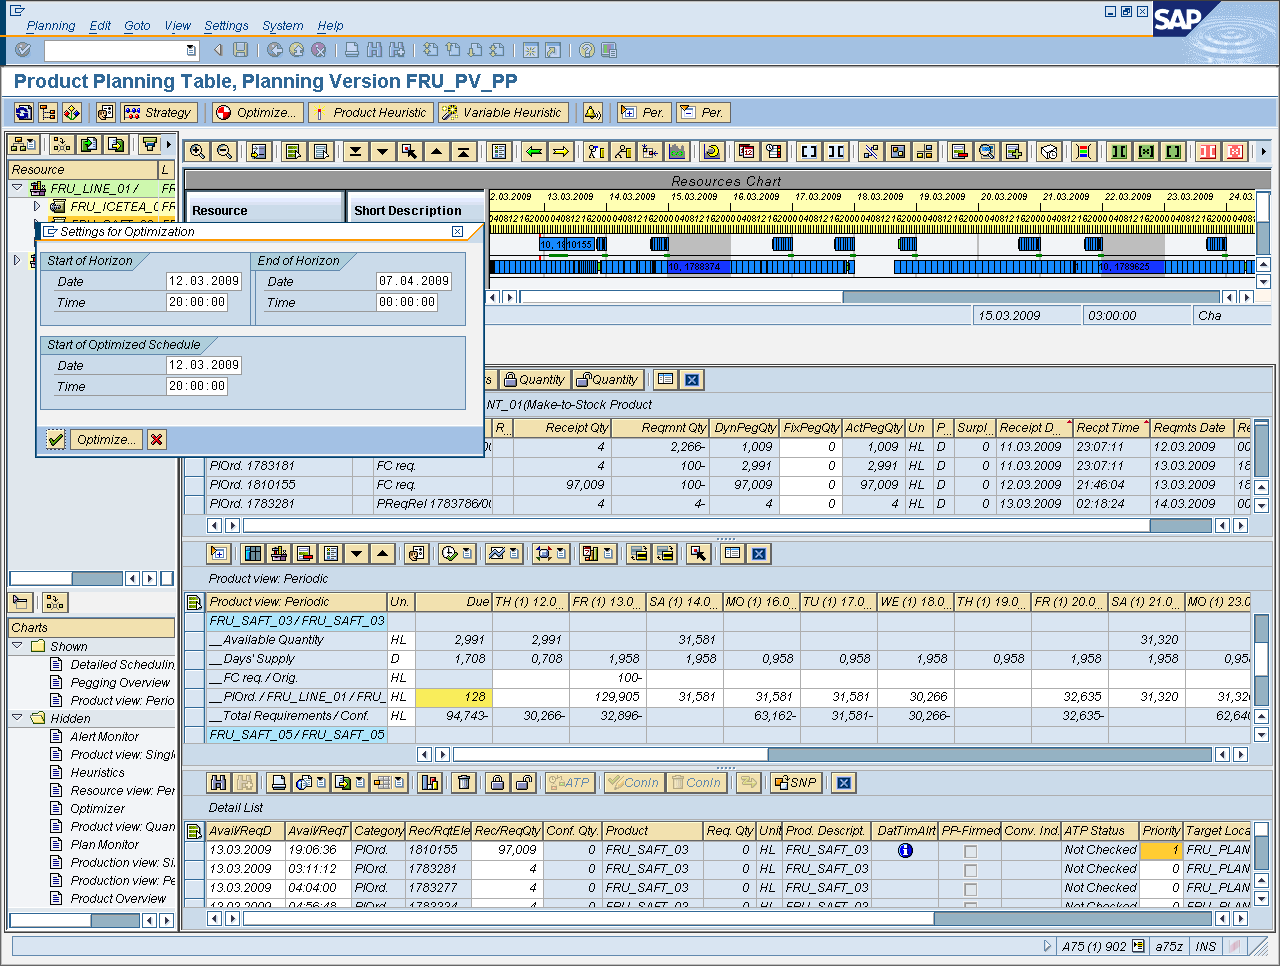 Planning Edit Goto View Settings System Help
SAP
Product Planning Table, Planning Version FRU_PV_PP
Strategy Optimize... Product Heuristic Variable Heuristic Per. Per.
Resource
FRU_LINE_01 /
FRU_ICETEA_
Resources Chart
Resource Short Description
2.03.2009 13.03.2009 14.03.2009 15.03.2009 16.03.2009 17.03.2009 18.03.2009 19.03.2009 20.03.2009 21.03.2009 22.03.2009 23.03.2009 24.03.
10, 1788374
10, 1789625
15.03.2009 03:00:00 Cha
Settings for Optimization
Start of Horizon End of Horizon
Date 12.03.2009 Date 07.04.2009
Time 20:00:00 Time 00:00:00
Start of Optimized Schedule
Date 12.03.2009
Time 20:00:00
Optimize...
Quantity Quantity
NT_01(Make-to-Stock Product
R... Receipt Qty Reqmnt Qty DynPegQty FixPegQty ActPegQty Un P... Surpl... Receipt D... Recpt Time Reqmts Date Re
4 2,266- 1,009 0 1,009 HL D 0 11.03.2009 23:07:11 12.03.2009 00
PlOrd. 1783181 FC req. 4 100- 2,991 0 2,991 HL D 0 11.03.2009 23:07:11 13.03.2009 18
PlOrd. 1810155 FC req. 97,009 100- 97,009 0 97,009 HL D 0 12.03.2009 21:46:04 13.03.2009 18
PlOrd. 1783281 PReqRel 1783786/00 4 4- 4 0 4 HL D 0 13.03.2009 02:18:24 14.03.2009 00
Product view: Periodic
Product view: Periodic Un. Due TH (1) 12.0... FR (1) 13.0... SA (1) 14.0... MO (1) 16.0... TU (1) 17.0... WE (1) 18.0... TH (1) 19.0... FR (1) 20.0... SA (1) 21.0... MO (1) 23.0
FRU_SAFT_03 / FRU_SAFT_03
__Available Quantity HL 2,991 2,991 31,581 31,320
__Days' Supply D 1,708 0,708 1,958 1,958 0,958 1,958 0,958 1,958 1,958 0,958
__FC req. / Orig. HL 100-
__PlOrd. / FRU_LINE_01 / FRU_ HL 128 129,905 31,581 31,581 31,581 30,266 32,635 31,320 31,320
__Total Requirements / Conf. HL 94,743- 30,266- 32,896- 63,162- 31,581- 30,266- 32,635- 62,640
FRU_SAFT_05 / FRU_SAFT_05
Charts
Shown
Detailed Schedulin
Pegging Overview
Product view: Perio
Hidden
Alert Monitor
Product view: Singl
Heuristics
Resource view: Per
Optimizer
Product view: Quan
Plan Monitor
Production view: Si
Production view: Pe
Product Overview
ATP ConIn ConIn SNP
Detail List
Avail/ReqD Avail/ReqT Category Rec/RqtEle Rec/ReqQty Conf. Qty. Product Req. Qty Unit Prod. Descript. DatTimAlrt PP-Firmed Conv. Ind. ATP Status Priority Target Loca
13.03.2009 19:06:36 PlOrd. 1810155 97,009 0 FRU_SAFT_03 0 HL FRU_SAFT_03 Not Checked 1 FRU_PLAN
13.03.2009 03:11:12 PlOrd. 1783281 4 0 FRU_SAFT_03 0 HL FRU_SAFT_03 Not Checked 0 FRU_PLAN
13.03.2009 04:04:00 PlOrd. 1783277 4 0 FRU_SAFT_03 0 HL FRU_SAFT_03 Not Checked 0 FRU_PLAN
A75 (1) 902 a75z INS